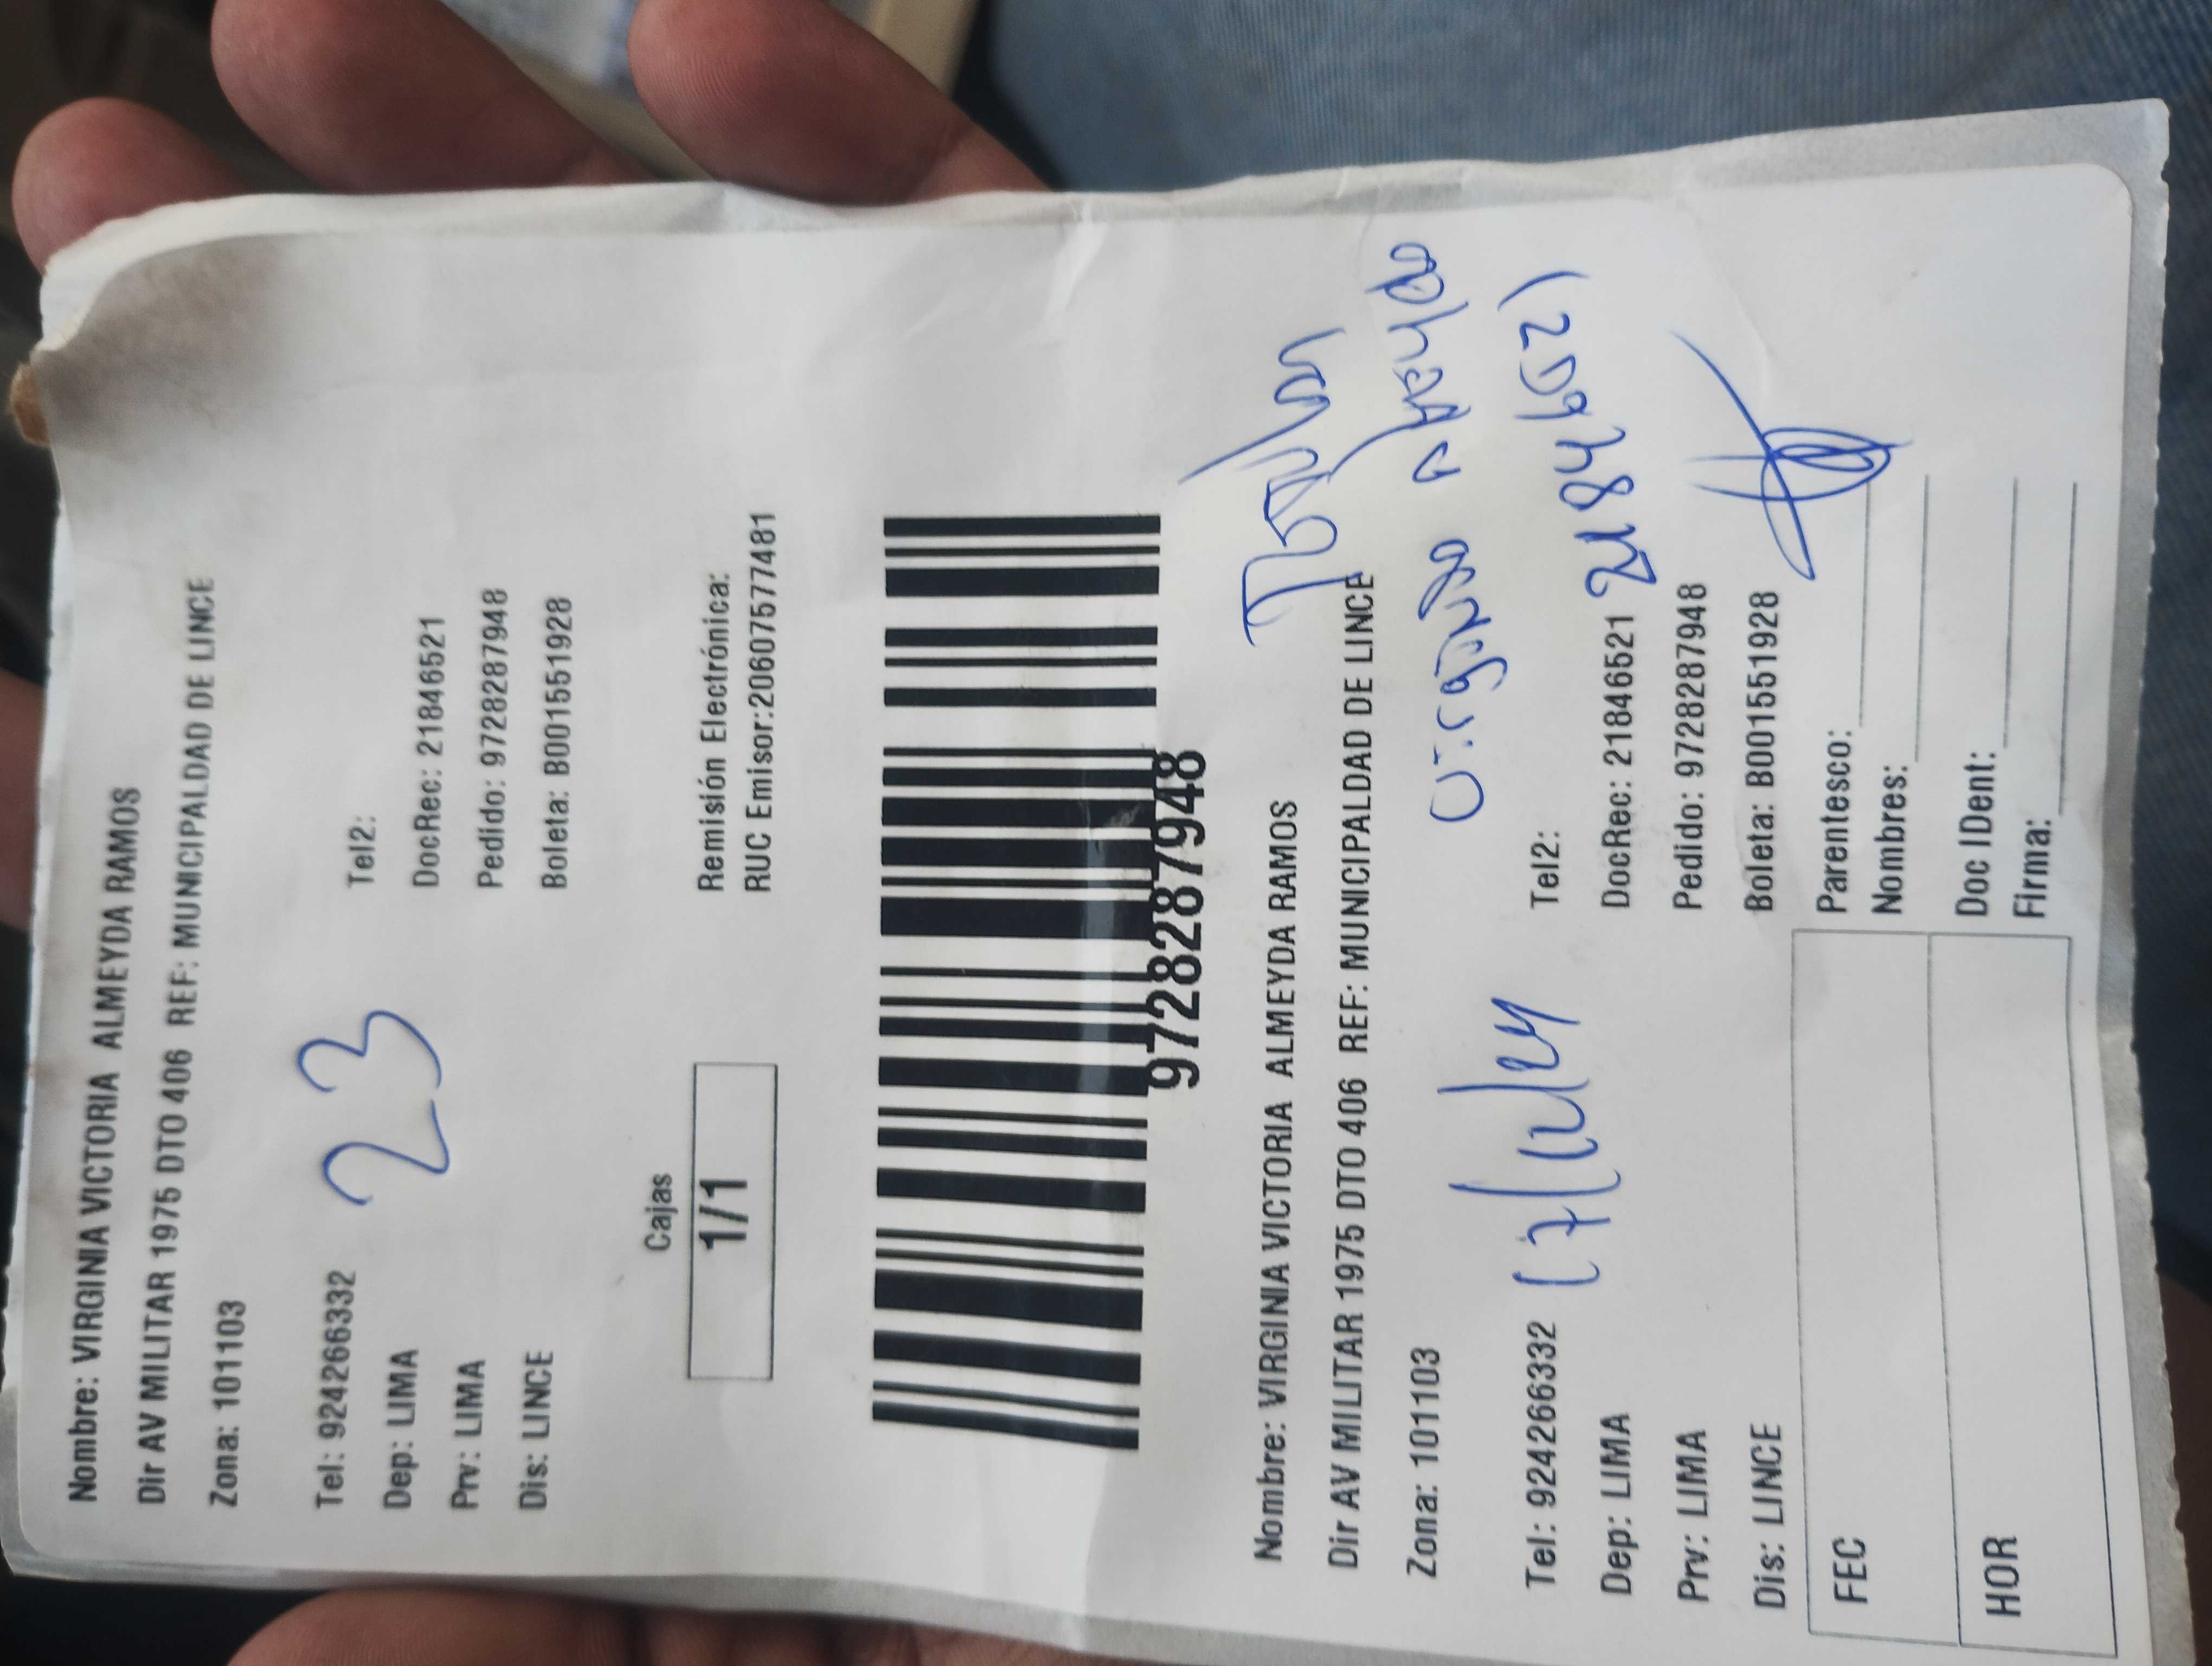 Nombre: VIRGINIA VICTORIA ALMEYDA RAMOS
Dir AV MILITAR 1975 DTO 406 REF: MUNICIPALDAD DE LINCE
Zona: 101103
Tel: 924266332 23 Tel2:
Dep: LIMA DocRec: 21846521
Prv: LIMA Pedido: 9728287948
Dis: LINCE Boleta: B001551928
Cajas
1/1
Remisión Electrónica:
RUC Emisor:20607577481
9728287948
Nombre: VIRGINIA VICTORIA ALMEYDA RAMOS
Dir AV MILITAR 1975 DTO 406 REF: MUNICIPALDAD DE LINCE
Zona: 101103
Tel: 924266332 Tel2:
Dep: LIMA DocRec: 21846521 21846521
Prv: LIMA Pedido: 9728287948
Dis: LINCE Boleta: B001551928
FEC
HOR
Parentesco:
Nombres:
Doc IDent:
Firma: